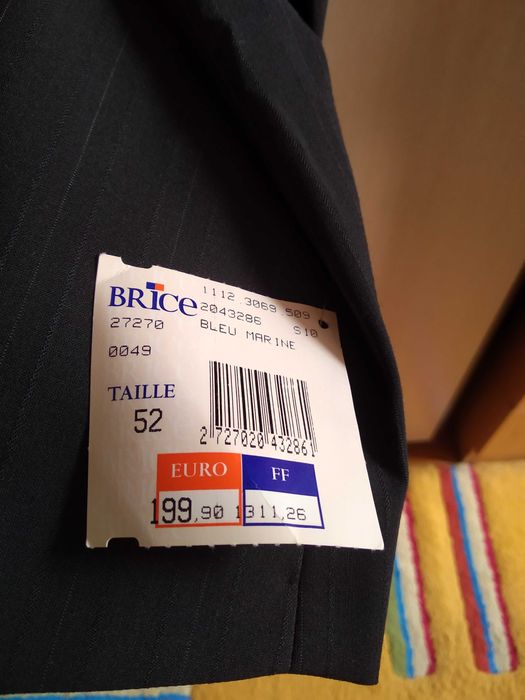 BRICE
1112.3069.509
2043286 S10
27270 BLEU MARINE
0049
TAILLE
52
2 727020 432861
EURO FF
199,90 1311,26